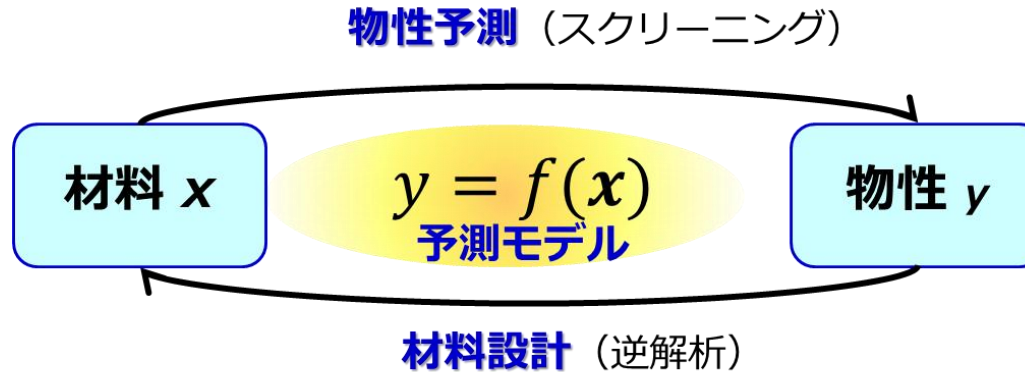 物性予測（スクリーニング）
材料 x
y = f(x)
予測モデル
物性 y
材料設計（逆解析）